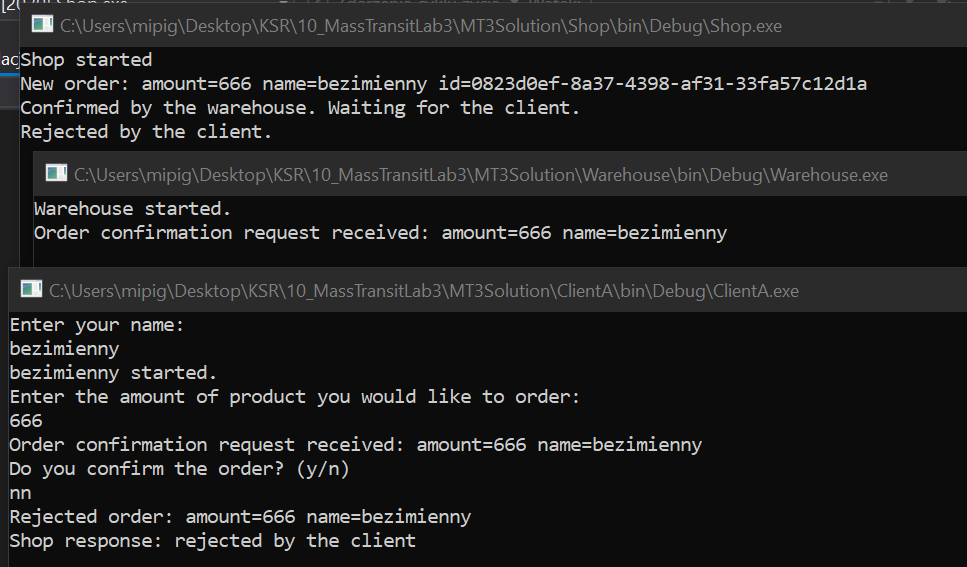 C:\Users\mipig\Desktop\KSR\10_MassTransitLab3\MT3Solution\Shop\bin\Debug\Shop.exe
Shop started
New order: amount=666 name=bezimienny id=0823d0ef-8a37-4398-af31-33fa57c12d1a
Confirmed by the warehouse. Waiting for the client.
Rejected by the client.
C:\Users\mipig\Desktop\KSR\10_MassTransitLab3\MT3Solution\Warehouse\bin\Debug\Warehouse.exe
Warehouse started.
Order confirmation request received: amount=666 name=bezimienny
C:\Users\mipig\Desktop\KSR\10_MassTransitLab3\MT3Solution\ClientA\bin\Debug\ClientA.exe
Enter your name:
bezimienny
bezimienny started.
Enter the amount of product you would like to order:
666
Order confirmation request received: amount=666 name=bezimienny
Do you confirm the order? (y/n)
nn
Rejected order: amount=666 name=bezimienny
Shop response: rejected by the client